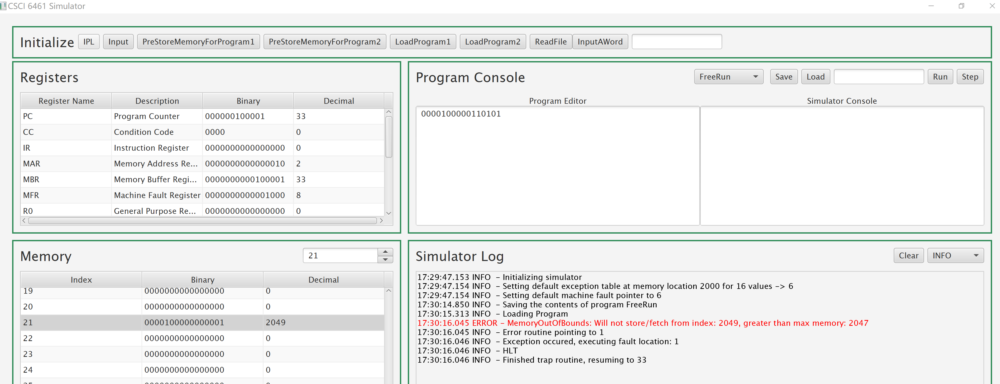 CSCI 6461 Simulator
Initialize IPL Input PreStoreMemoryForProgram1 PreStoreMemoryForProgram2 LoadProgram1 LoadProgram2 ReadFile InputAWord
Registers
Register Name Description Binary Decimal
PC Program Counter 000000100001 33
CC Condition Code 0000 0
IR Instruction Register 0000000000000000 0
MAR Memory Address Re... 0000000000000010 2
MBR Memory Buffer Regi... 0000000000100001 33
MFR Machine Fault Register 0000000000001000 8
R0 General Purpose Re... 0000000000000000 0
Program Console FreeRun Save Load Run Step
Program Editor Simulator Console
0000100000110101
Memory 21
Index Binary Decimal
19 0000000000000000 0
20 0000000000000000 0
21 0000100000000001 2049
22 0000000000000000 0
23 0000000000000000 0
24 0000000000000000 0
Simulator Log Clear INFO
17:29:47.153 INFO - Initializing simulator
17:29:47.154 INFO - Setting default exception table at memory location 2000 for 16 values -> 6
17:29:47.154 INFO - Setting default machine fault pointer to 6
17:30:14.850 INFO - Saving the contents of program FreeRun
17:30:15.313 INFO - Loading Program
17:30:16.045 ERROR - MemoryOutOfBounds: Will not store/fetch from index: 2049, greater than max memory: 2047
17:30:16.045 INFO - Error routine pointing to 1
17:30:16.046 INFO - Exception occured, executing fault location: 1
17:30:16.046 INFO - HLT
17:30:16.046 INFO - Finished trap routine, resuming to 33